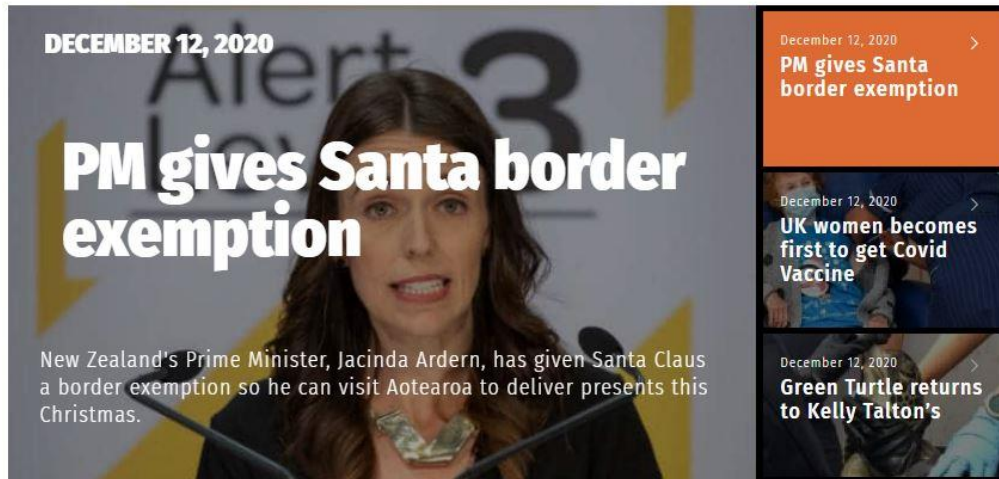 DECEMBER 12, 2020
Alert
Level 3
PM gives Santa border
exemption
New Zealand's Prime Minister, Jacinda Ardern, has given Santa Claus
a border exemption so he can visit Aotearoa to deliver presents this
Christmas.
December 12, 2020
PM gives Santa
border exemption
December 12, 2020
UK women becomes
first to get Covid
Vaccine
December 12, 2020
Green Turtle returns
to Kelly Talton's